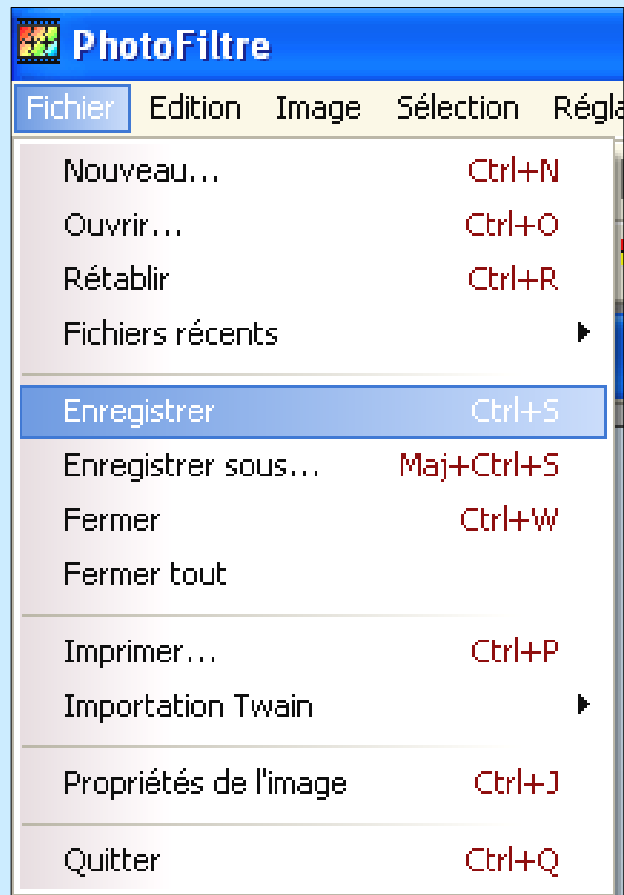 PhotoFiltre
Fichier Edition Image Sélection Régla
Nouveau... Ctrl+N
Ouvrir... Ctrl+O
Rétablir Ctrl+R
Fichiers récents
Enregistrer Ctrl+S
Enregistrer sous... Maj+Ctrl+S
Fermer Ctrl+W
Fermer tout
Imprimer... Ctrl+P
Importation Twain
Propriétés de l'image Ctrl+J
Quitter Ctrl+Q